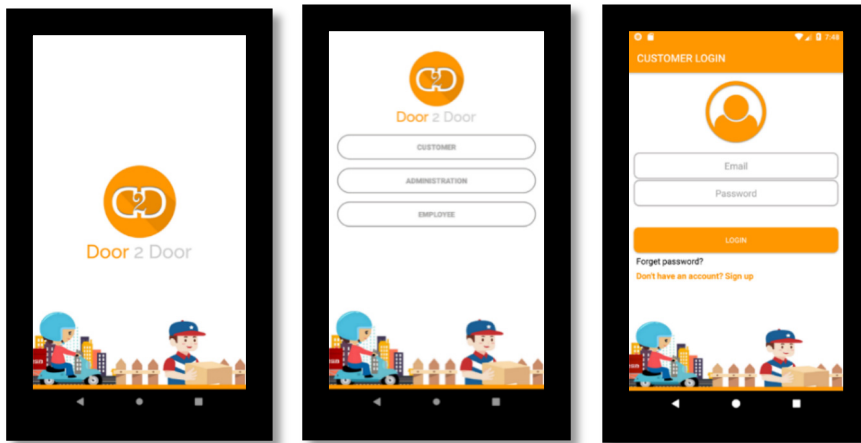 Door 2 Door
Door 2 Door
CUSTOMER
ADMINISTRATION
EMPLOYEE
7:48
CUSTOMER LOGIN
Email
Password
LOGIN
Forget password?
Don't have an account? Sign up